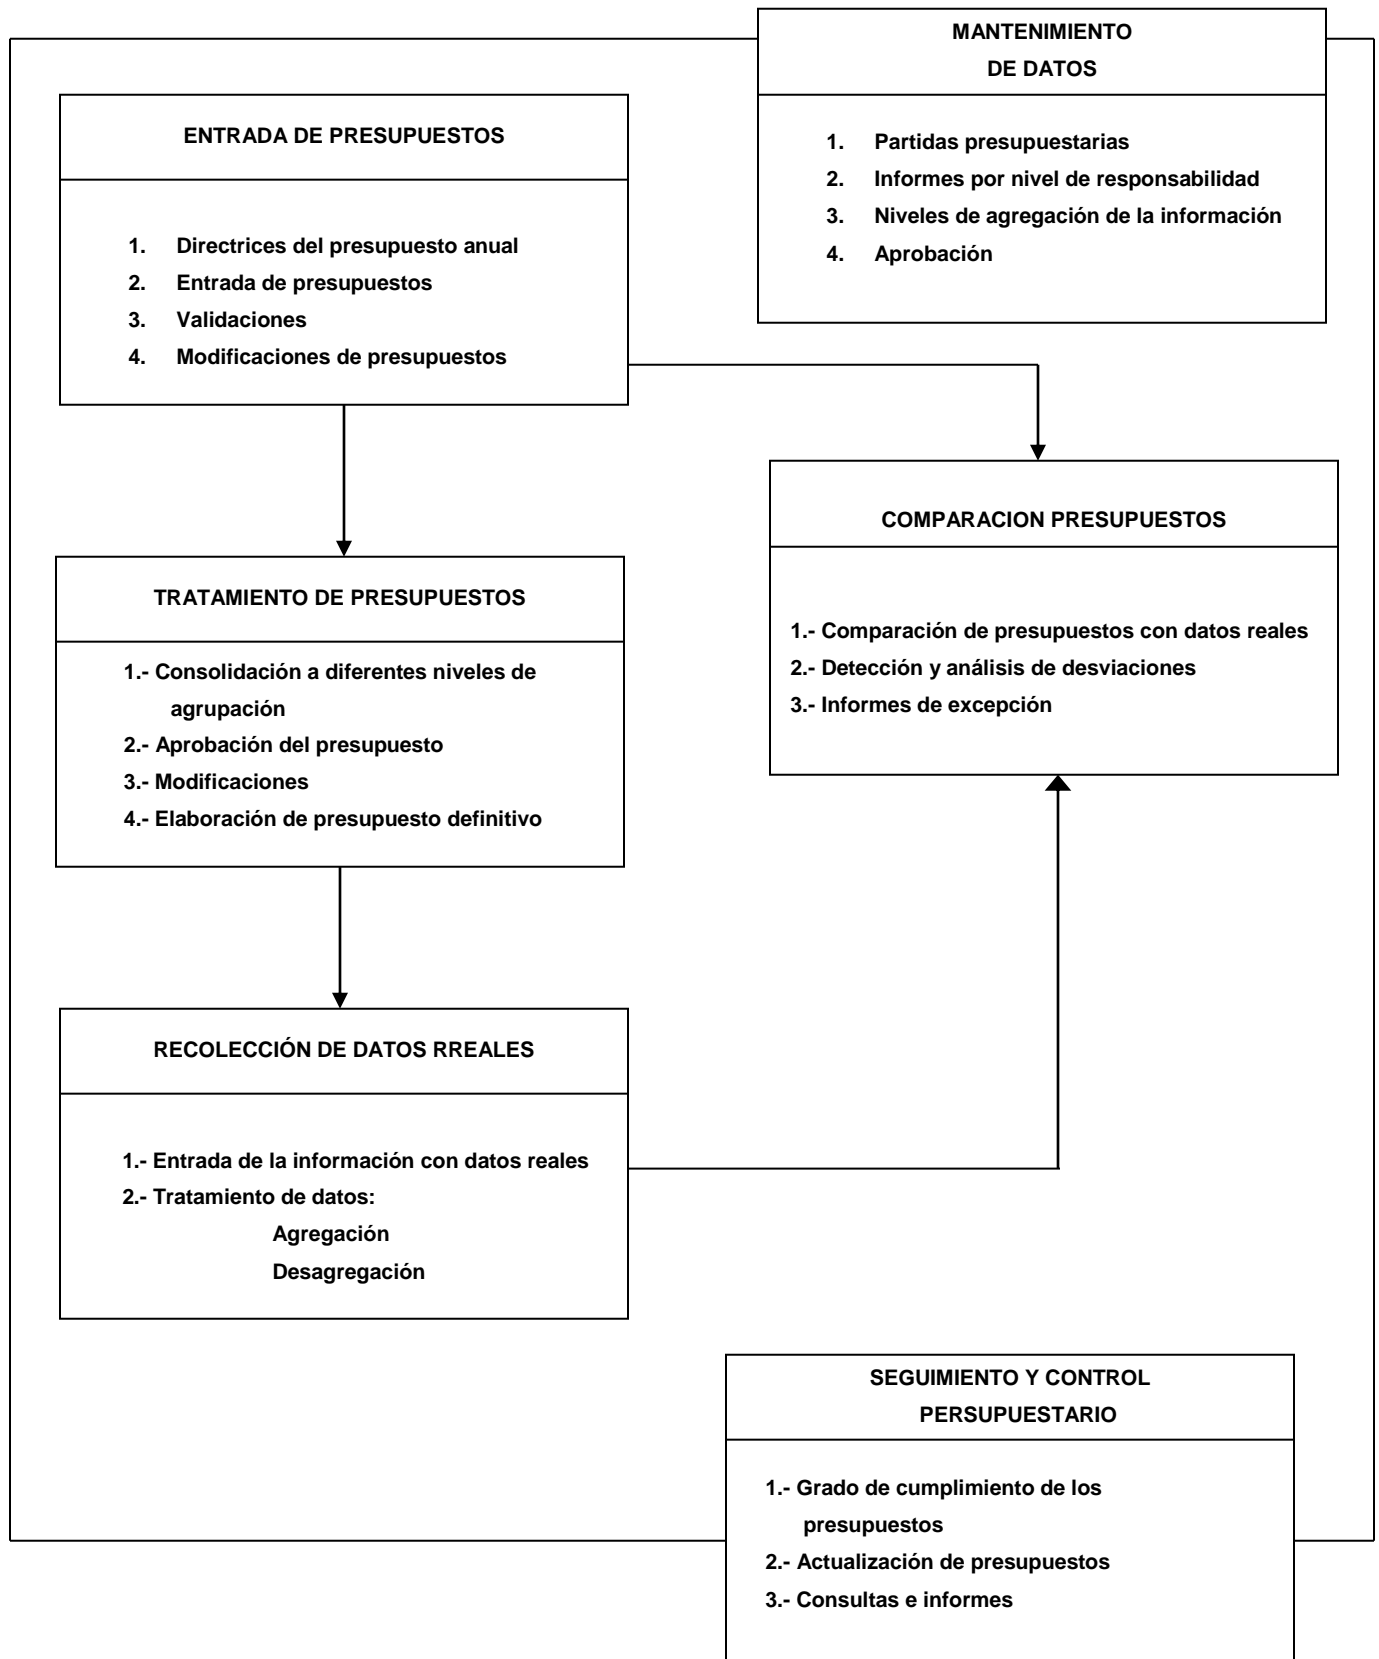 MANTENIMIENTO
DE DATOS
1. Partidas presupuestarias
2. Informes por nivel de responsabilidad
3. Niveles de agregación de la información
4. Aprobación
ENTRADA DE PRESUPUESTOS
1. Directrices del presupuesto anual
2. Entrada de presupuestos
3. Validaciones
4. Modificaciones de presupuestos
COMPARACION PRESUPUESTOS
1.- Comparación de presupuestos con datos reales
2.- Detección y análisis de desviaciones
3.- Informes de excepción
TRATAMIENTO DE PRESUPUESTOS
1.- Consolidación a diferentes niveles de
agrupación
2.- Aprobación del presupuesto
3.- Modificaciones
4.- Elaboración de presupuesto definitivo
RECOLECCIÓN DE DATOS RREALES
1.- Entrada de la información con datos reales
2.- Tratamiento de datos:
Agregación
Desagregación
SEGUIMIENTO Y CONTROL
PERSUPUESTARIO
1.- Grado de cumplimiento de los
presupuestos
2.- Actualización de presupuestos
3.- Consultas e informes